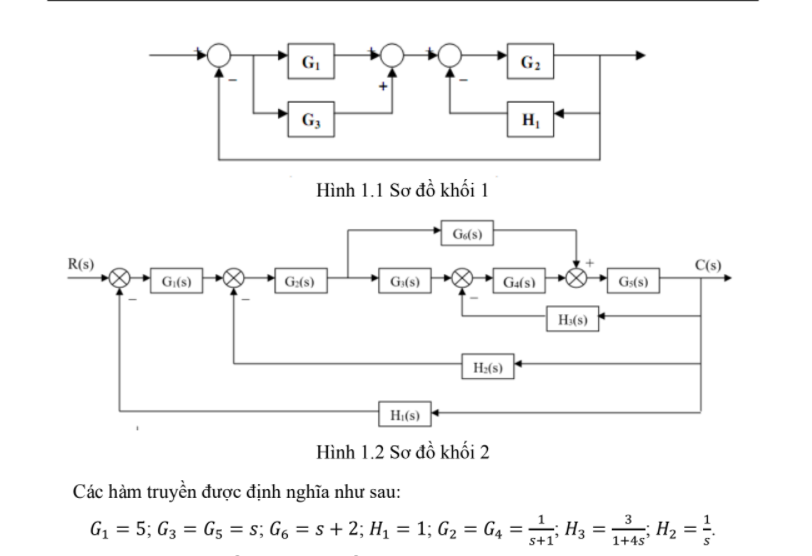 + + +
G₁ G₂
− + −
G₃ H₁
Hình 1.1 Sơ đồ khối 1
G₆(s)
R(s) + C(s)
G₁(s) G₂(s) G₃(s) G₄(s) G₅(s)
− − −
H₃(s)
H₂(s)
H₁(s)
Hình 1.2 Sơ đồ khối 2
Các hàm truyền được định nghĩa như sau:
G₁ = 5; G₃ = G₅ = s; G₆ = s + 2; H₁ = 1; G₂ = G₄ = 1/(s+1); H₃ = 3/(1+4s); H₂ = 1/s.